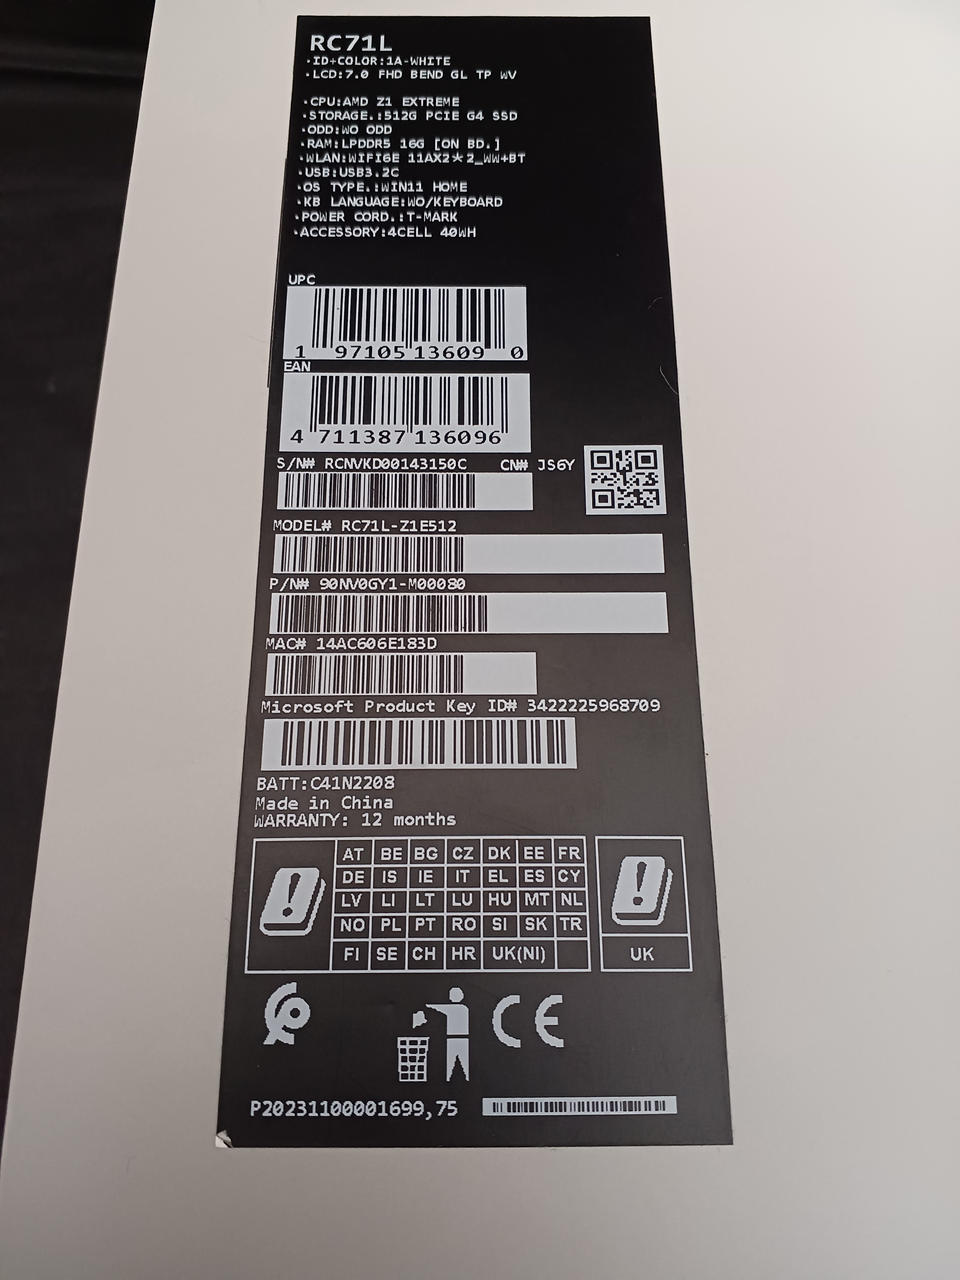 RC71L
·ID+COLOR:1A-WHITE
·LCD:7.0 FHD BEND GL TP WV
·CPU:AMD Z1 EXTREME
·STORAGE.:512G PCIE G4 SSD
·ODD:WO ODD
·RAM:LPDDR5 16G [ON BD.]
·WLAN:WIFI6E 11AX2*2_WW+BT
·USB:USB3.2C
·OS TYPE.:WIN11 HOME
·KB LANGUAGE:WO/KEYBOARD
·POWER CORD.:T-MARK
·ACCESSORY:4CELL 40WH
UPC
1 97105 13609 0
EAN
4 711387 136096
S/N# RCNVKD00143150C CN# JS6Y
MODEL# RC71L-Z1E512
P/N# 90NV0GY1-M00080
MAC# 14AC606E183D
Microsoft Product Key ID# 3422225968709
BATT:C41N2208
Made in China
WARRANTY: 12 months
AT BE BG CZ DK EE FR
DE IS IE IT EL ES CY
LV LI LT LU HU MT NL
NO PL PT RO SI SK TR
FI SE CH HR UK(NI)
UK
CE
P20231100001699,75